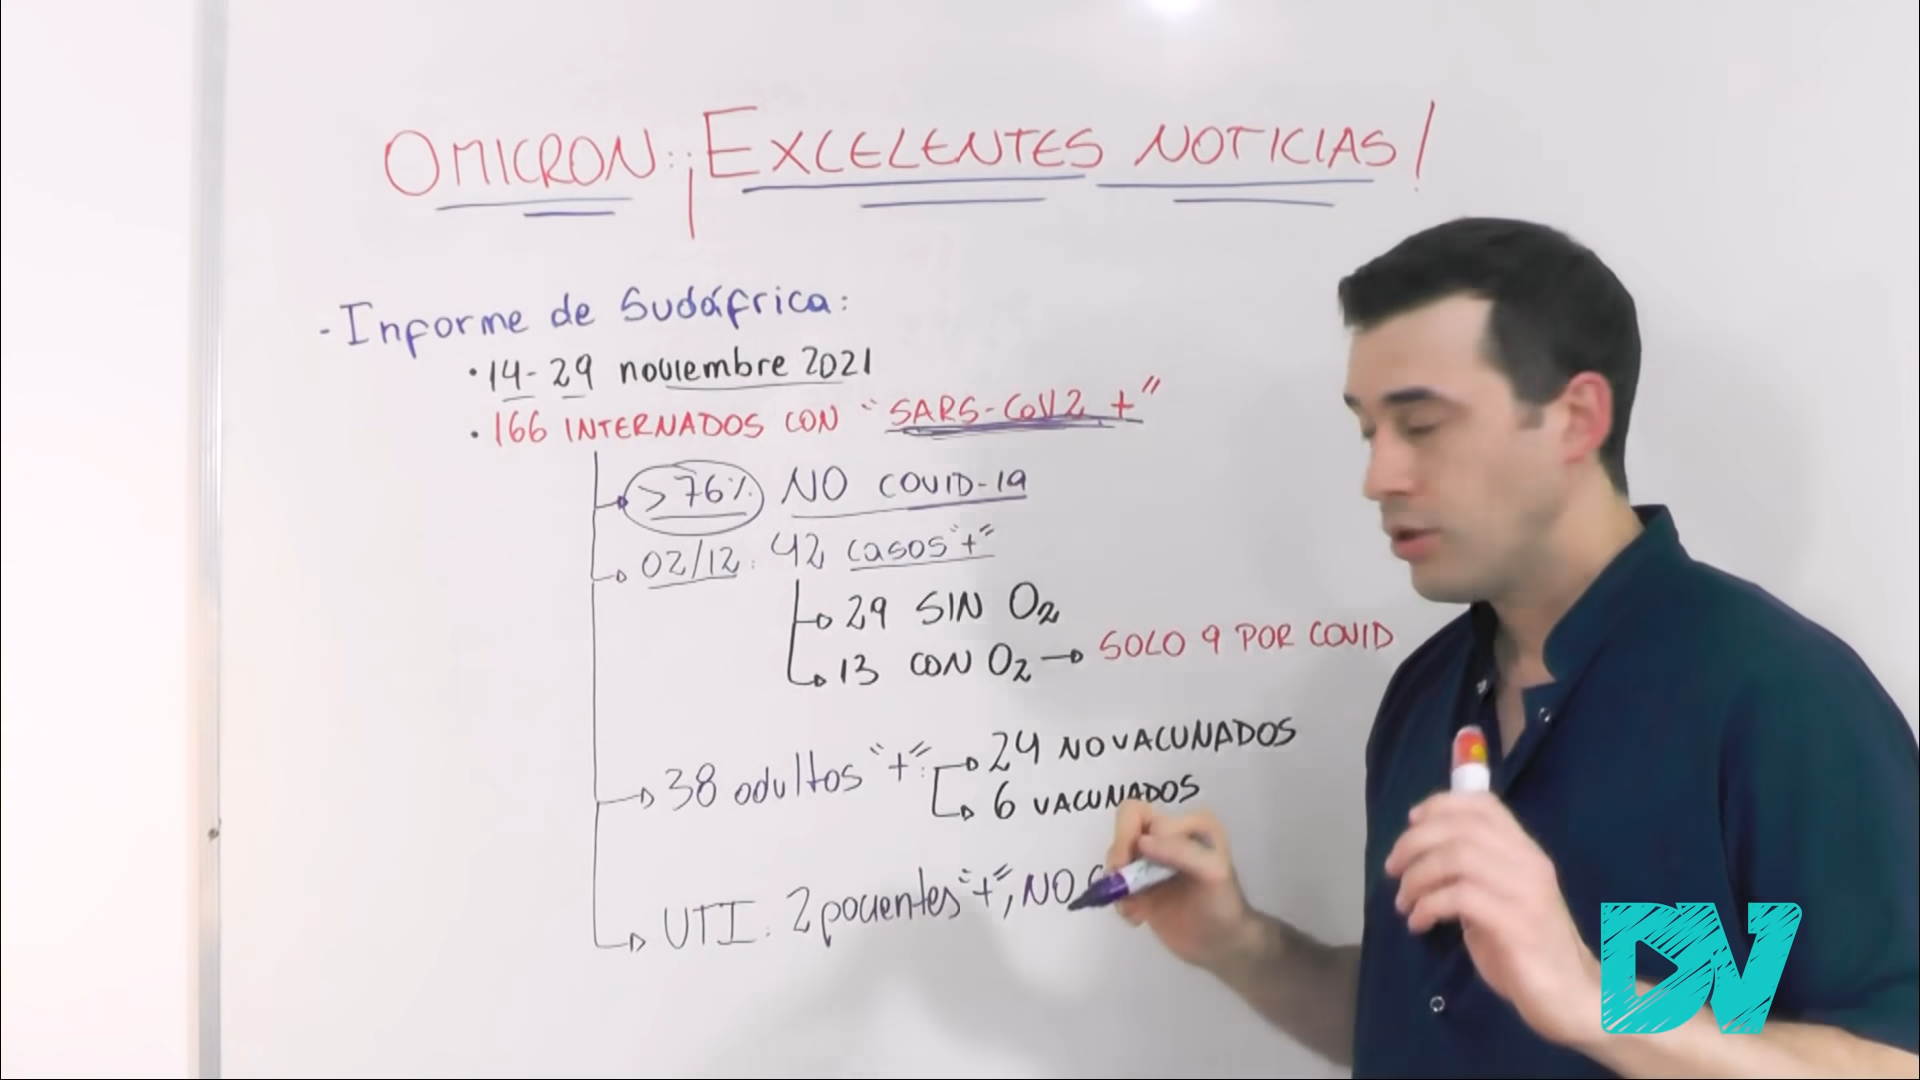 OMICRON: ¡EXCELENTES NOTICIAS!
- Informe de Sudáfrica:
• 14-29 noviembre 2021
• 166 INTERNADOS CON "SARS-CoV2 +"
>76% NO COVID-19
02/12: 42 casos "+"
29 SIN O2
13 CON O2 → SOLO 9 POR COVID
38 adultos "+":
24 NO VACUNADOS
6 VACUNADOS
UTI: 2 pacientes "+", NO
DV